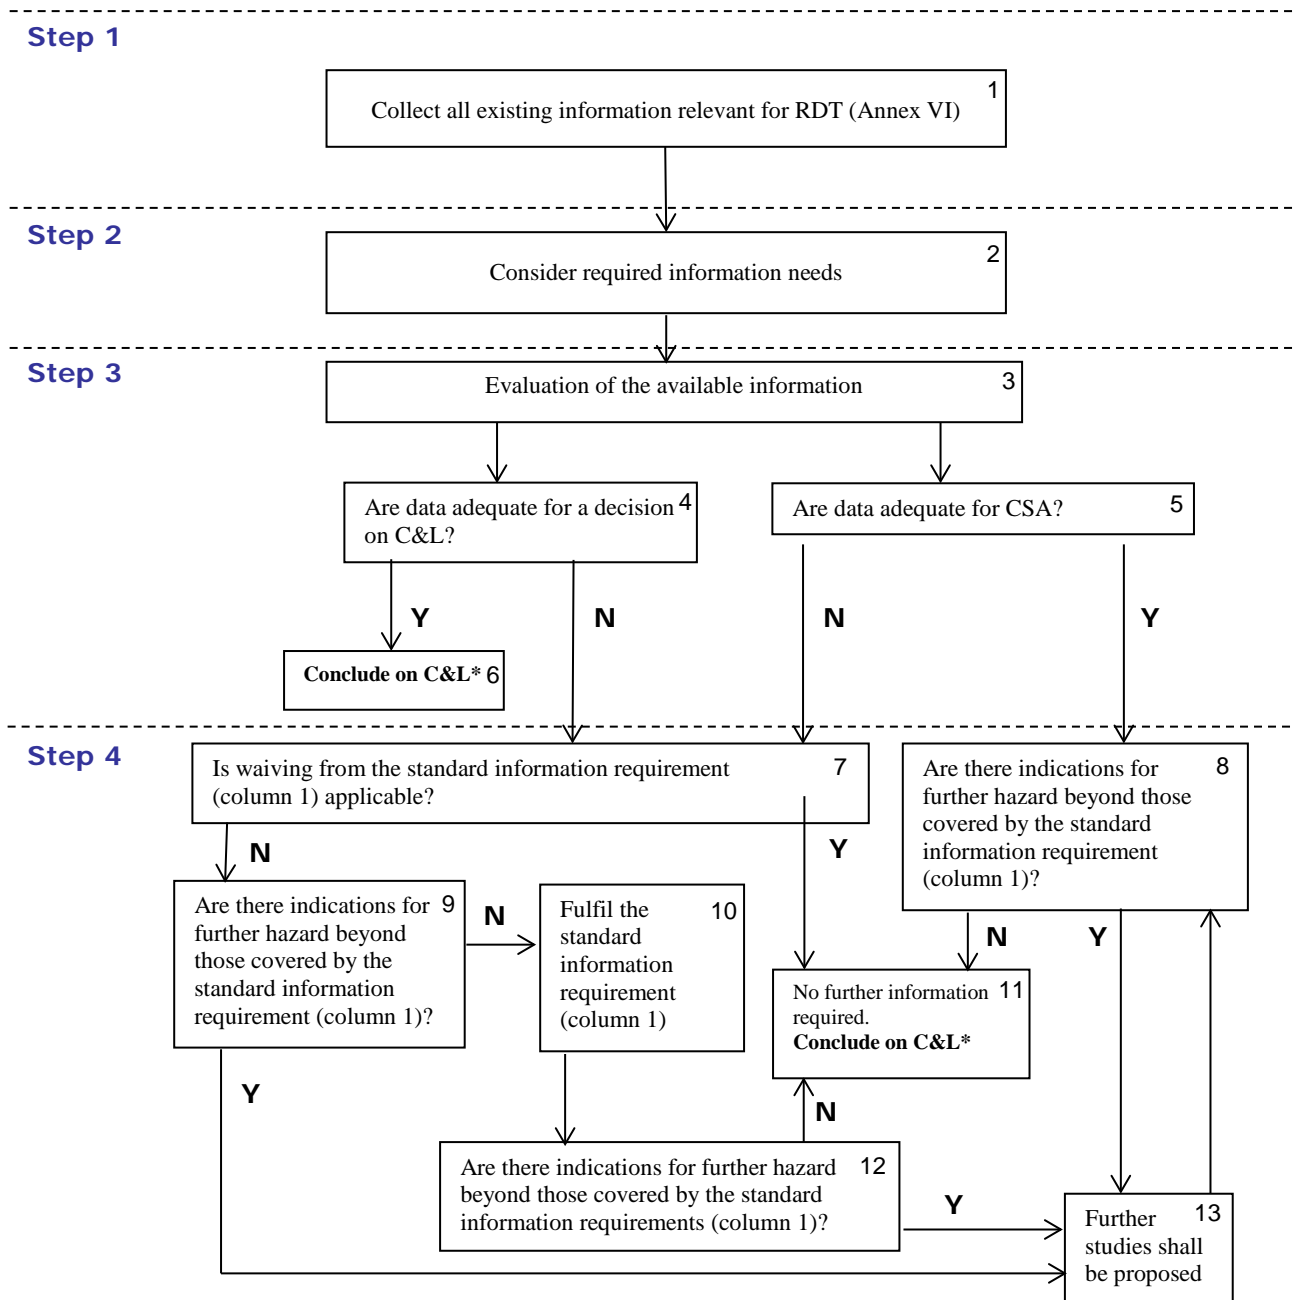 Step 1
1
Collect all existing information relevant for RDT (Annex VI)
Step 2
2
Consider required information needs
Step 3
3
Evaluation of the available information
Are data adequate for a decision 4
on C&L?
Are data adequate for CSA? 5
Y
N
N
Y
Conclude on C&L* 6
Step 4
Is waiving from the standard information requirement 7
(column 1) applicable?
Are there indications for 8
further hazard beyond those
covered by the standard
information requirement
(column 1)?
N
Y
Are there indications for 9
further hazard beyond
those covered by the
standard information
requirement (column 1)?
N
Fulfil the 10
standard
information
requirement
(column 1)
N
Y
No further information 11
required.
Conclude on C&L*
Y
N
Are there indications for further hazard 12
beyond those covered by the standard
information requirements (column 1)?
Y
Further 13
studies shall
be proposed